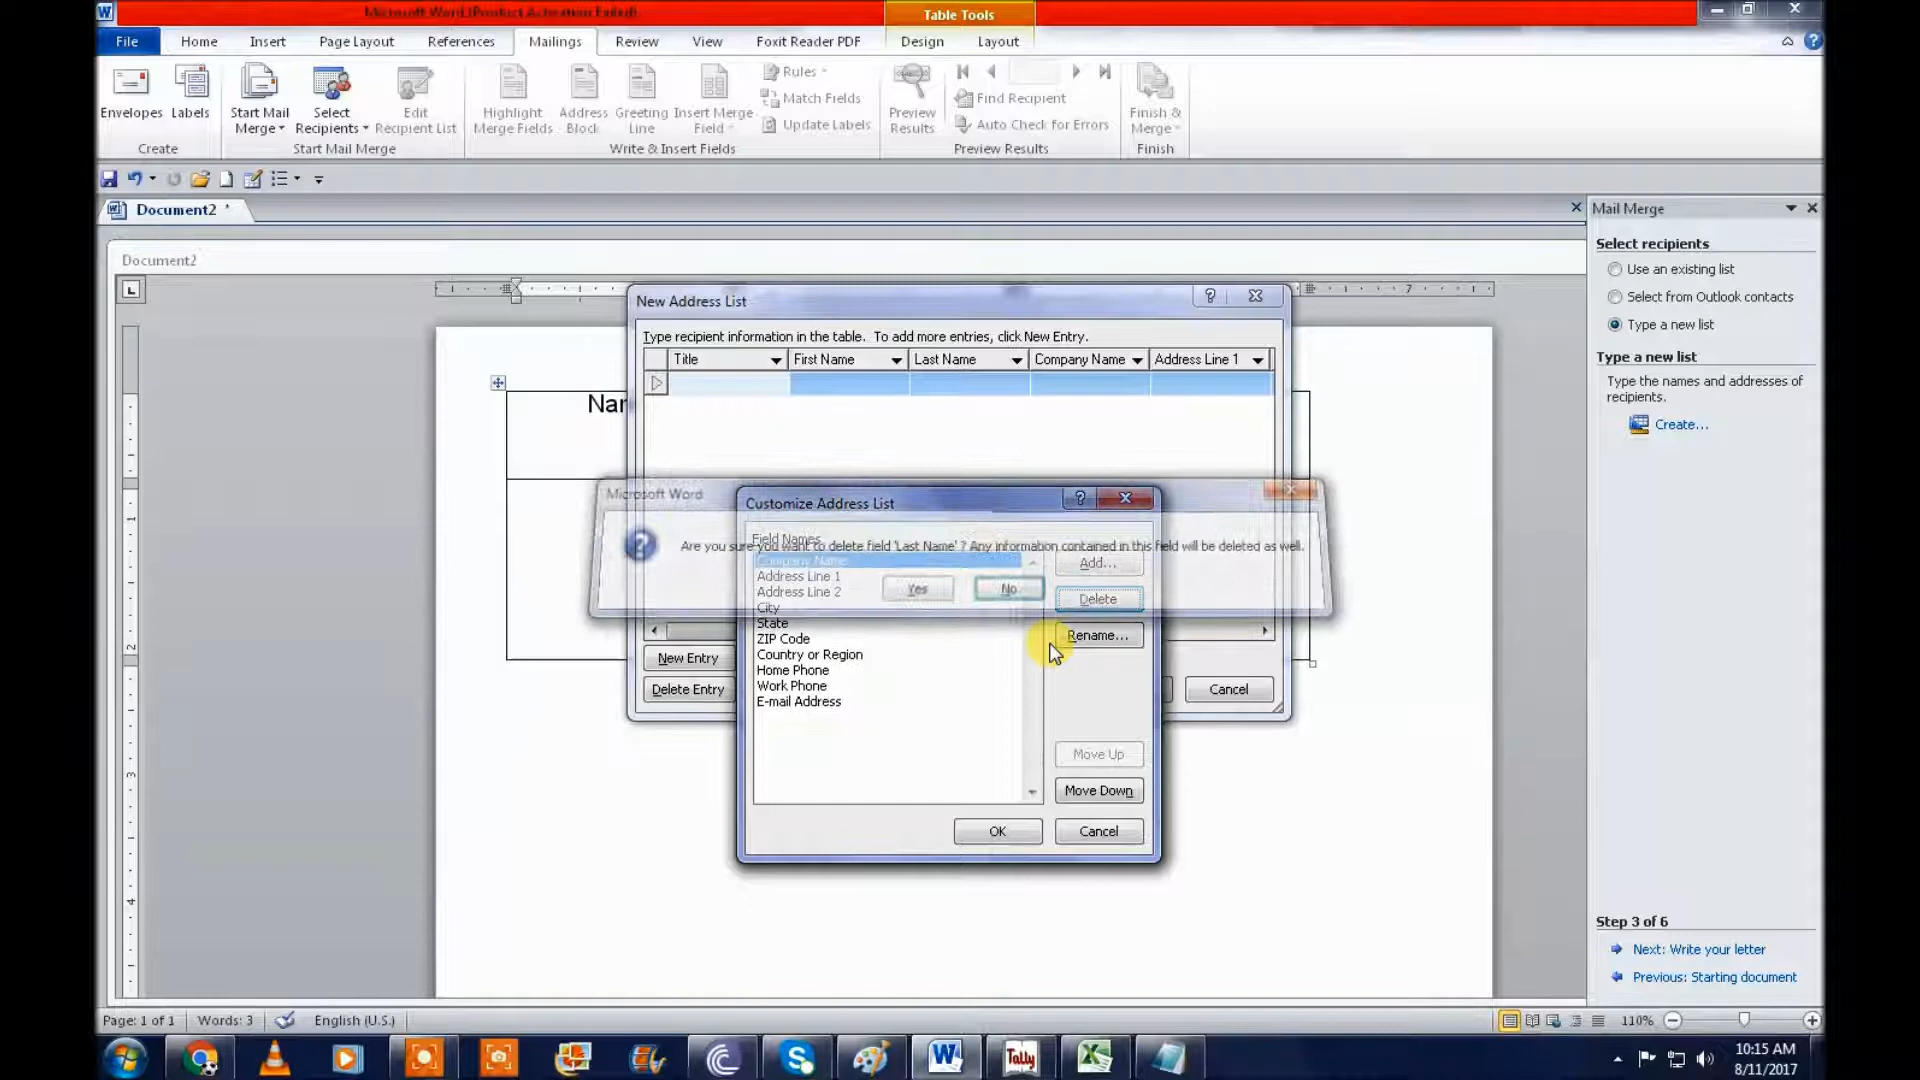 Microsoft Word (Product Activation Failed)
Table Tools
File Home Insert Page Layout References Mailings Review View Foxit Reader PDF Design Layout
Envelopes Labels
Start Mail Merge
Select Recipients
Edit Recipient List
Highlight Merge Fields
Address Block
Greeting Line
Insert Merge Field
Rules
Match Fields
Update Labels
Preview Results
Find Recipient
Auto Check for Errors
Finish & Merge
Create Start Mail Merge Write & Insert Fields Preview Results Finish
Document2 *
Document2
Nar
New Address List
Type recipient information in the table. To add more entries, click New Entry.
Title First Name Last Name Company Name Address Line 1
New Entry
Delete Entry
Cancel
Microsoft Word
Are you sure you want to delete field 'Last Name' ? Any information contained in this field will be deleted as well.
Yes No
Customize Address List
Field Names
Company Name
Address Line 1
Address Line 2
City
State
ZIP Code
Country or Region
Home Phone
Work Phone
E-mail Address
Add...
Delete
Rename...
Move Up
Move Down
OK Cancel
Mail Merge
Select recipients
Use an existing list
Select from Outlook contacts
Type a new list
Type a new list
Type the names and addresses of
recipients.
Create...
Step 3 of 6
Next: Write your letter
Previous: Starting document
Page: 1 of 1 Words: 3 English (U.S.) 110%
Tally
10:15 AM
8/11/2017